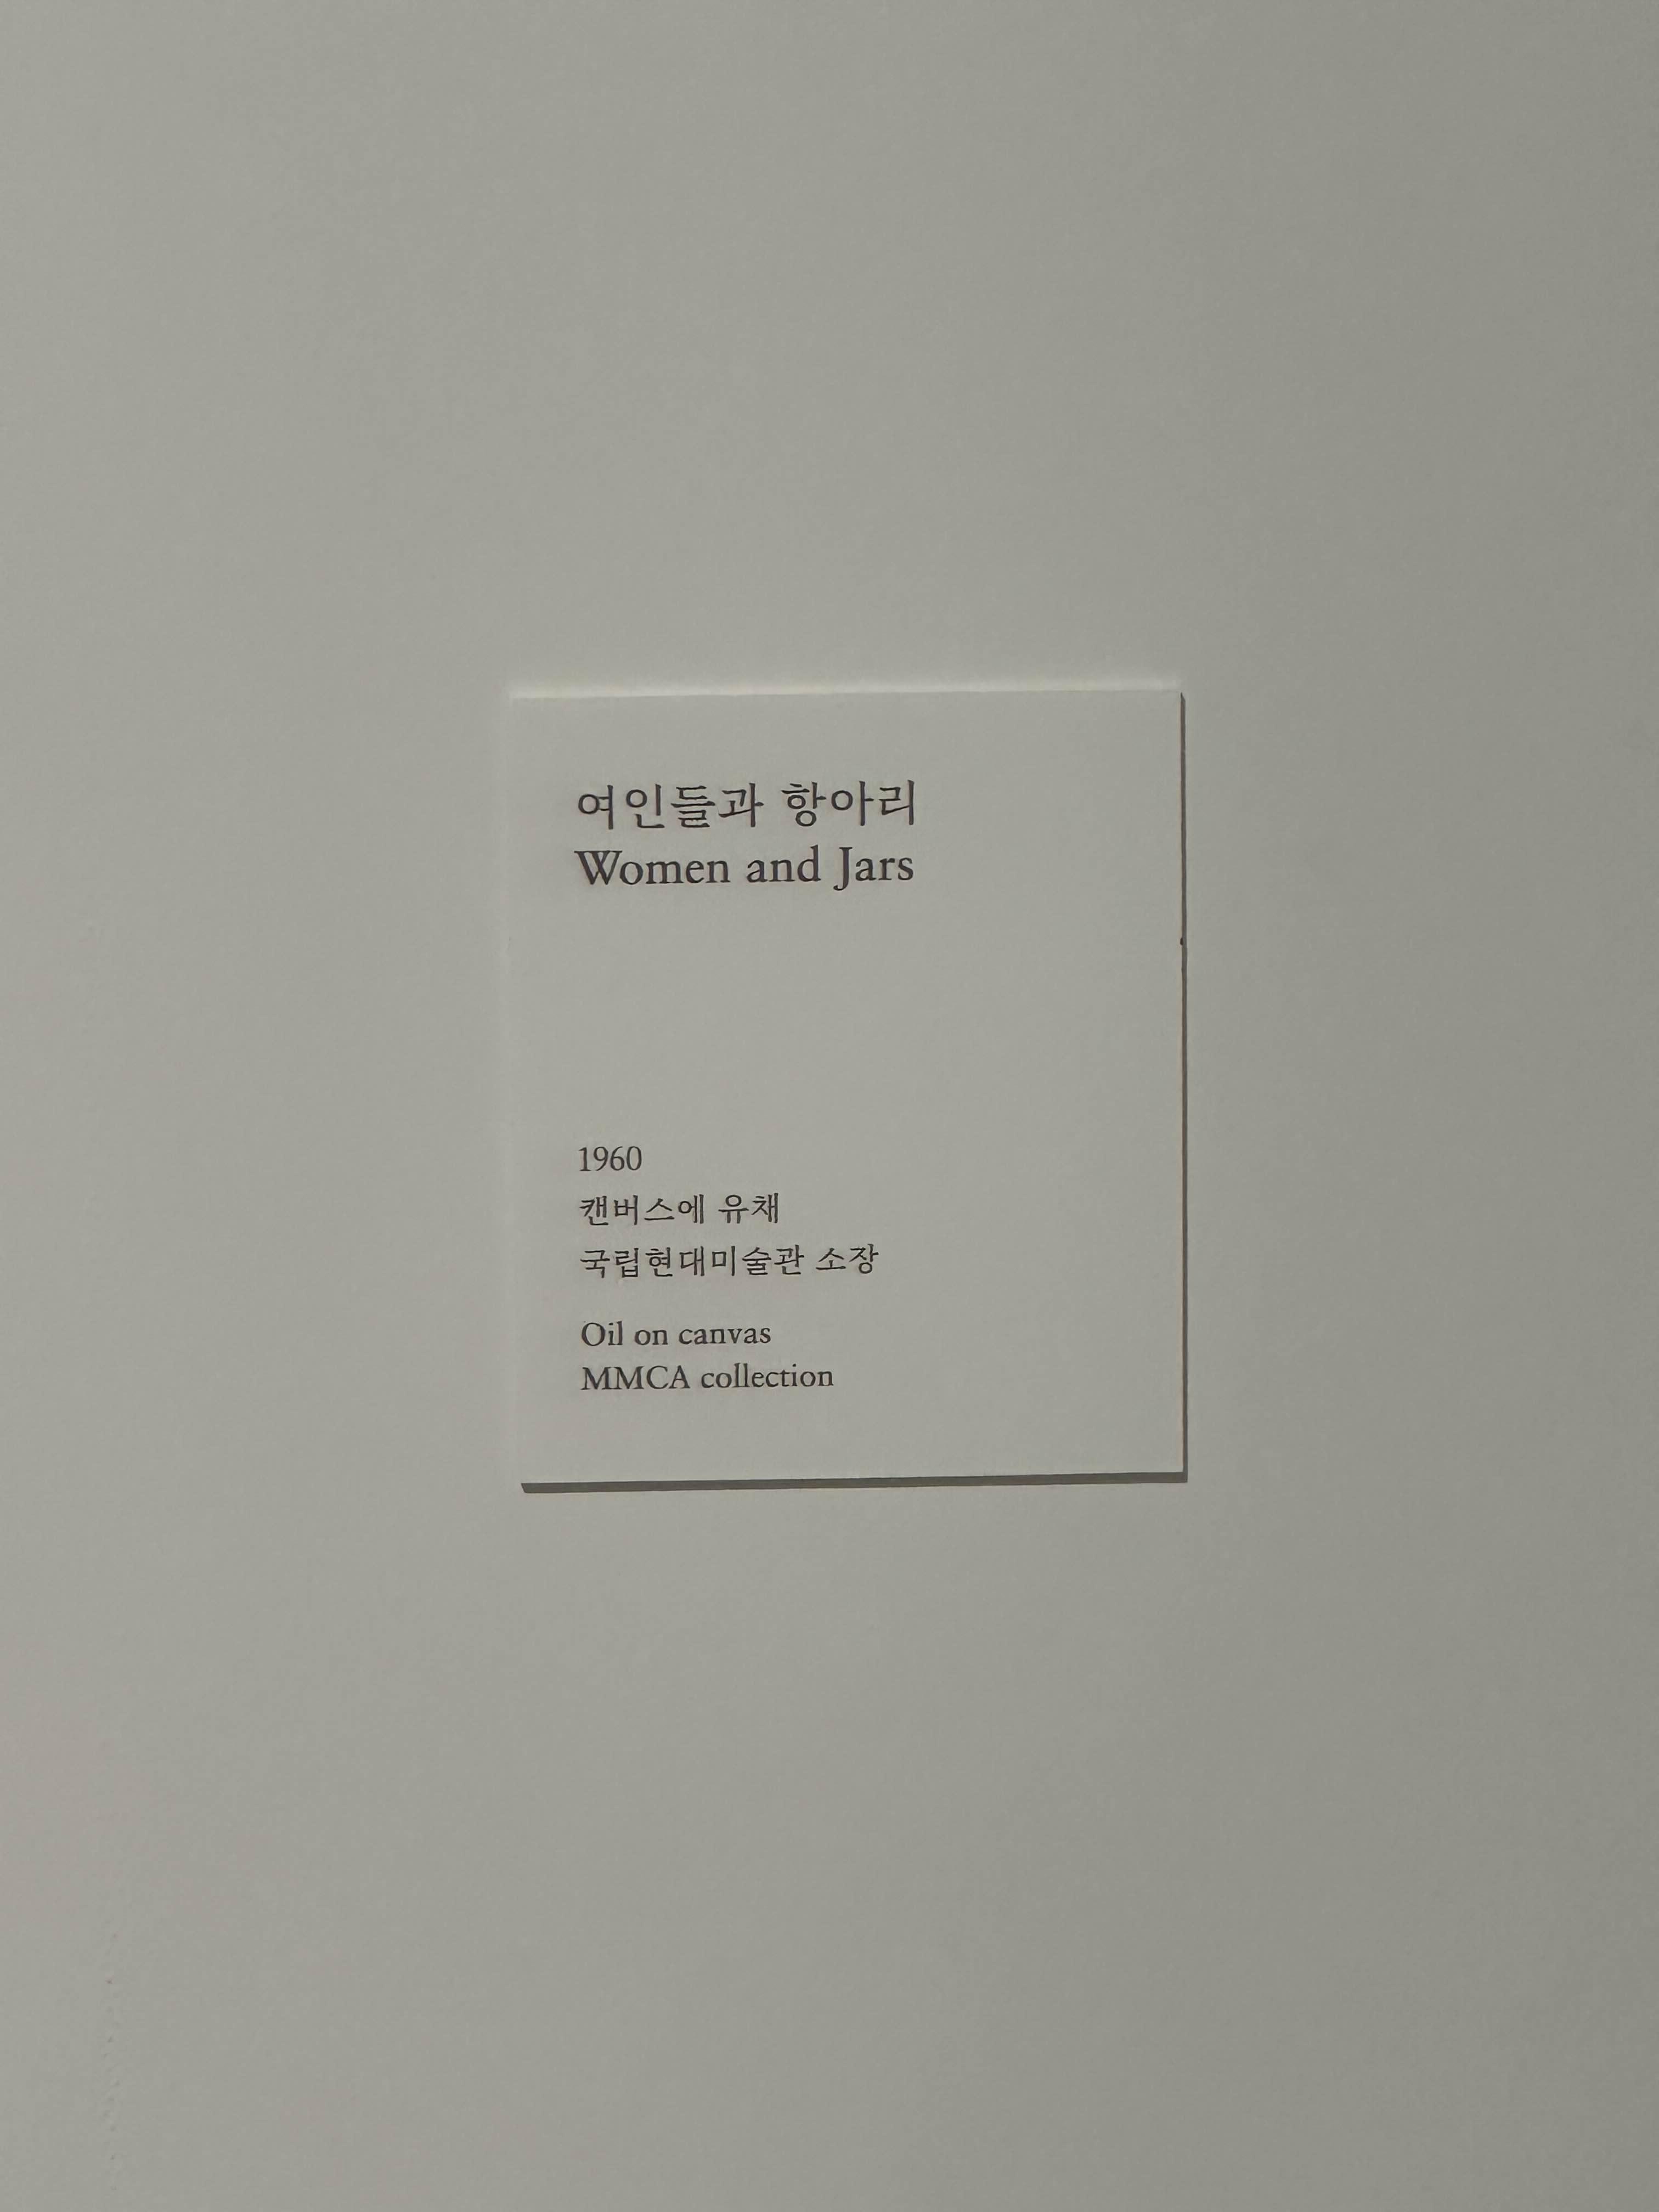 여인들과 항아리
Women and Jars
1960
캔버스에 유채
국립현대미술관 소장
Oil on canvas
MMCA collection